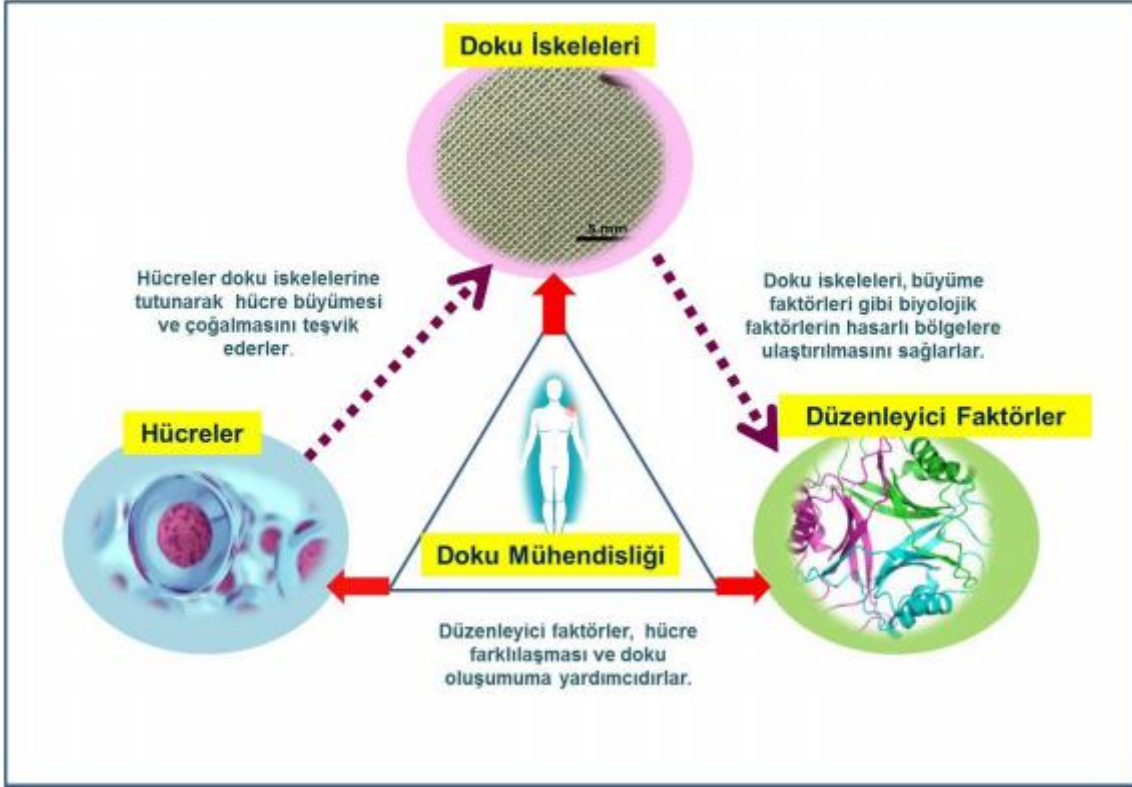 Doku İskeleleri
5 mm
Hücreler doku iskelelerine
tutunarak hücre büyümesi
ve çoğalmasını teşvik
ederler.
Doku iskeleleri, büyüme
faktörleri gibi biyolojik
faktörlerin hasarlı bölgelere
ulaştırılmasını sağlarlar.
Hücreler
Düzenleyici Faktörler
Doku Mühendisliği
Düzenleyici faktörler, hücre
farklılaşması ve doku
oluşumuma yardımcıdırlar.